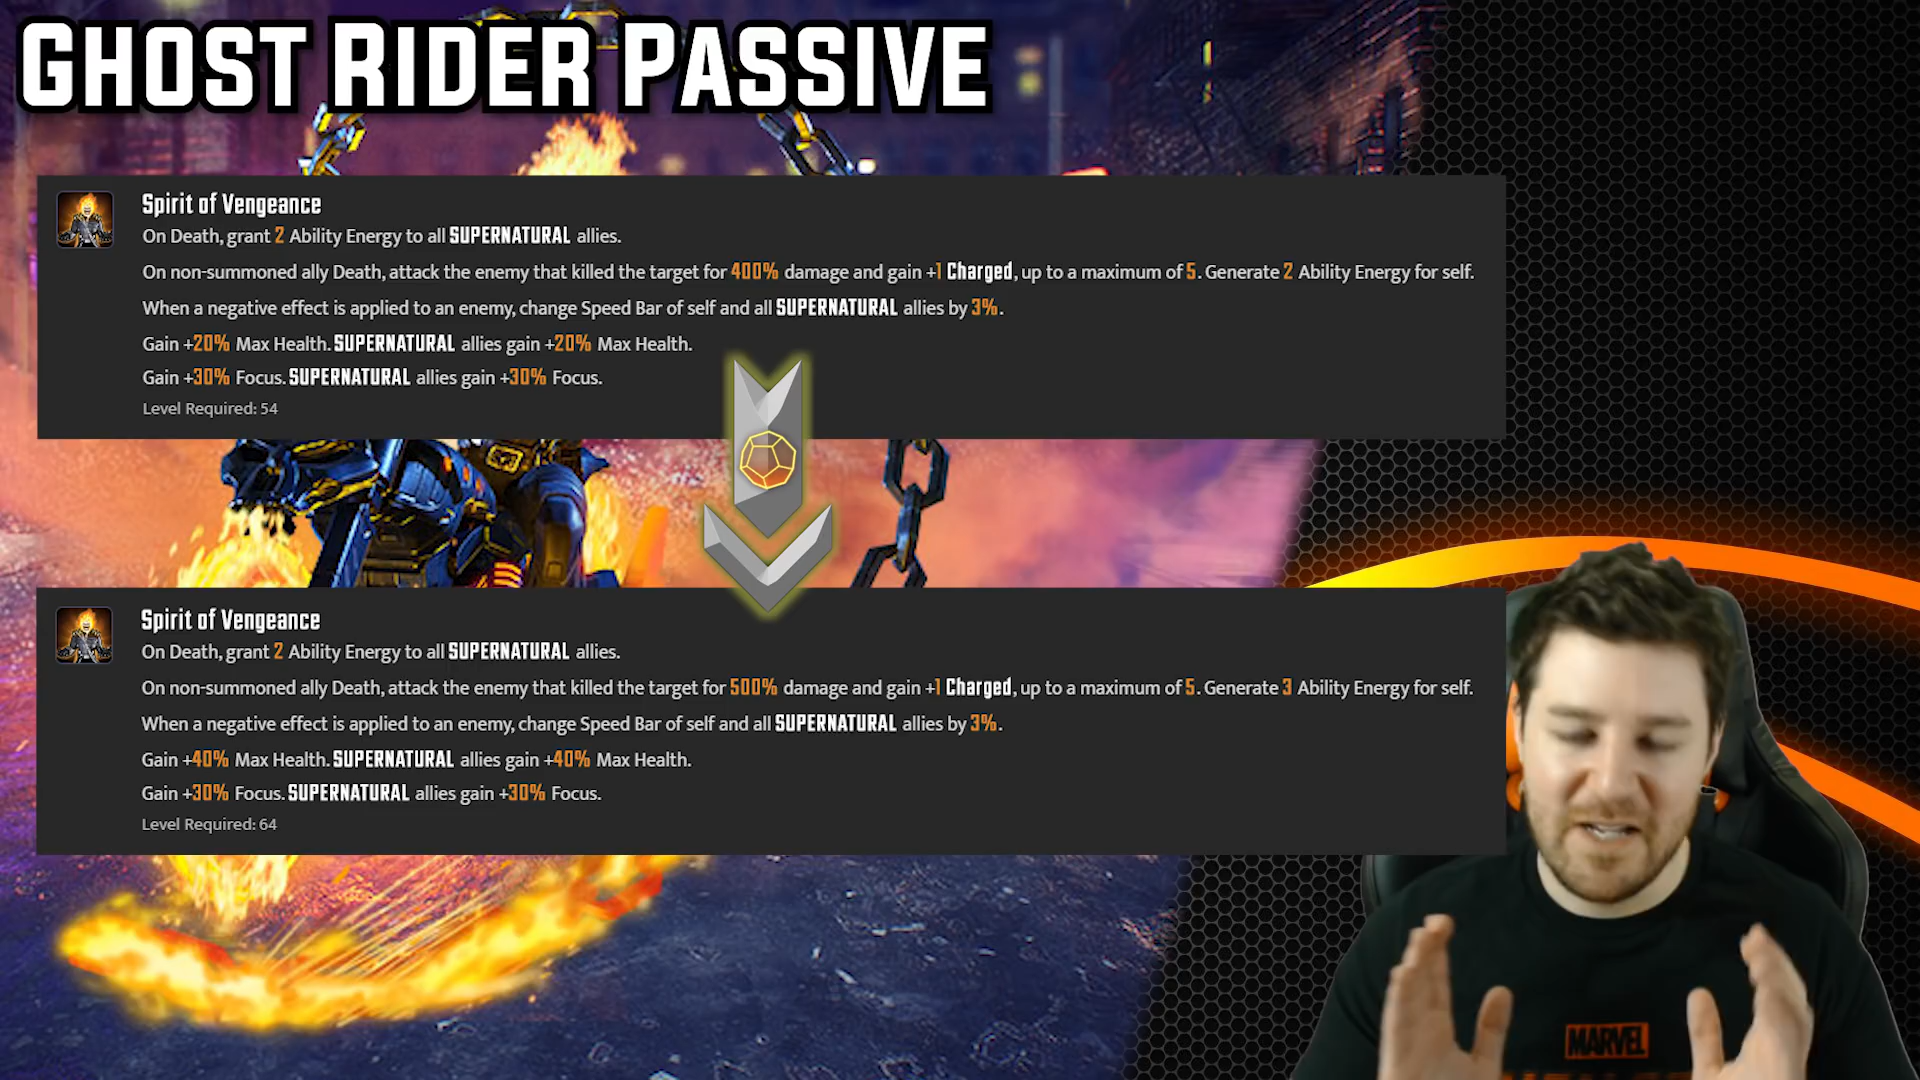 GHOST RIDER PASSIVE
Spirit of Vengeance
On Death, grant 2 Ability Energy to all SUPERNATURAL allies.
On non-summoned ally Death, attack the enemy that killed the target for 400% damage and gain +1 Charged, up to a maximum of 5. Generate 2 Ability Energy for self.
When a negative effect is applied to an enemy, change Speed Bar of self and all SUPERNATURAL allies by 3%.
Gain +20% Max Health. SUPERNATURAL allies gain +20% Max Health.
Gain +30% Focus. SUPERNATURAL allies gain +30% Focus.
Level Required: 54
Spirit of Vengeance
On Death, grant 2 Ability Energy to all SUPERNATURAL allies.
On non-summoned ally Death, attack the enemy that killed the target for 500% damage and gain +1 Charged, up to a maximum of 5. Generate 3 Ability Energy for self.
When a negative effect is applied to an enemy, change Speed Bar of self and all SUPERNATURAL allies by 3%.
Gain +40% Max Health. SUPERNATURAL allies gain +40% Max Health.
Gain +30% Focus. SUPERNATURAL allies gain +30% Focus.
Level Required: 64
MARVEL